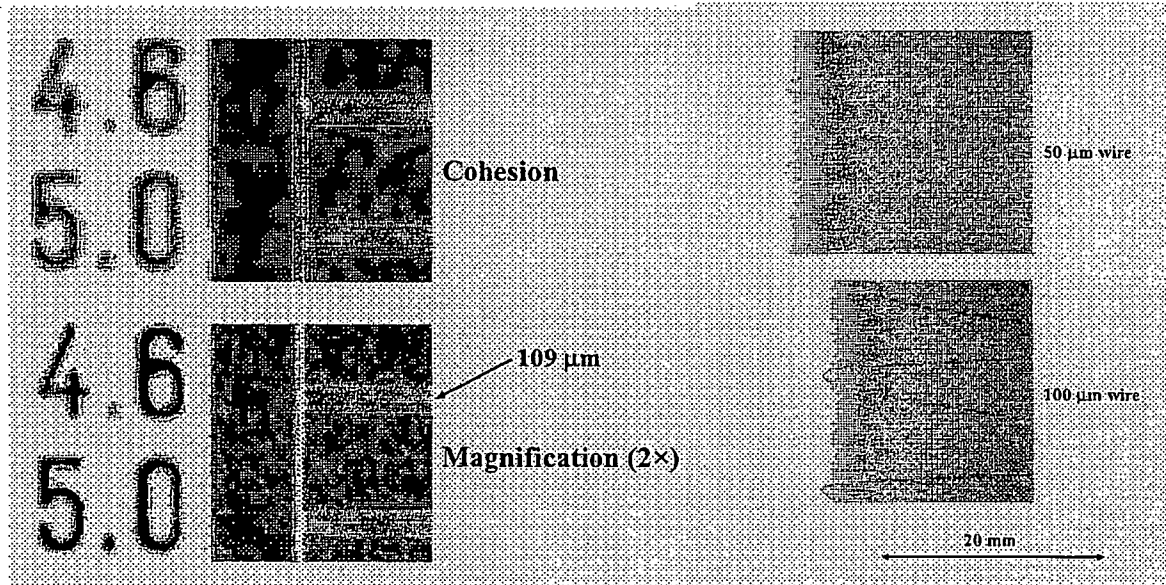 4.6
5.0
Cohesion
4.6
5.0
109 µm
Magnification (2×)
50 µm wire
100 µm wire
20 mm